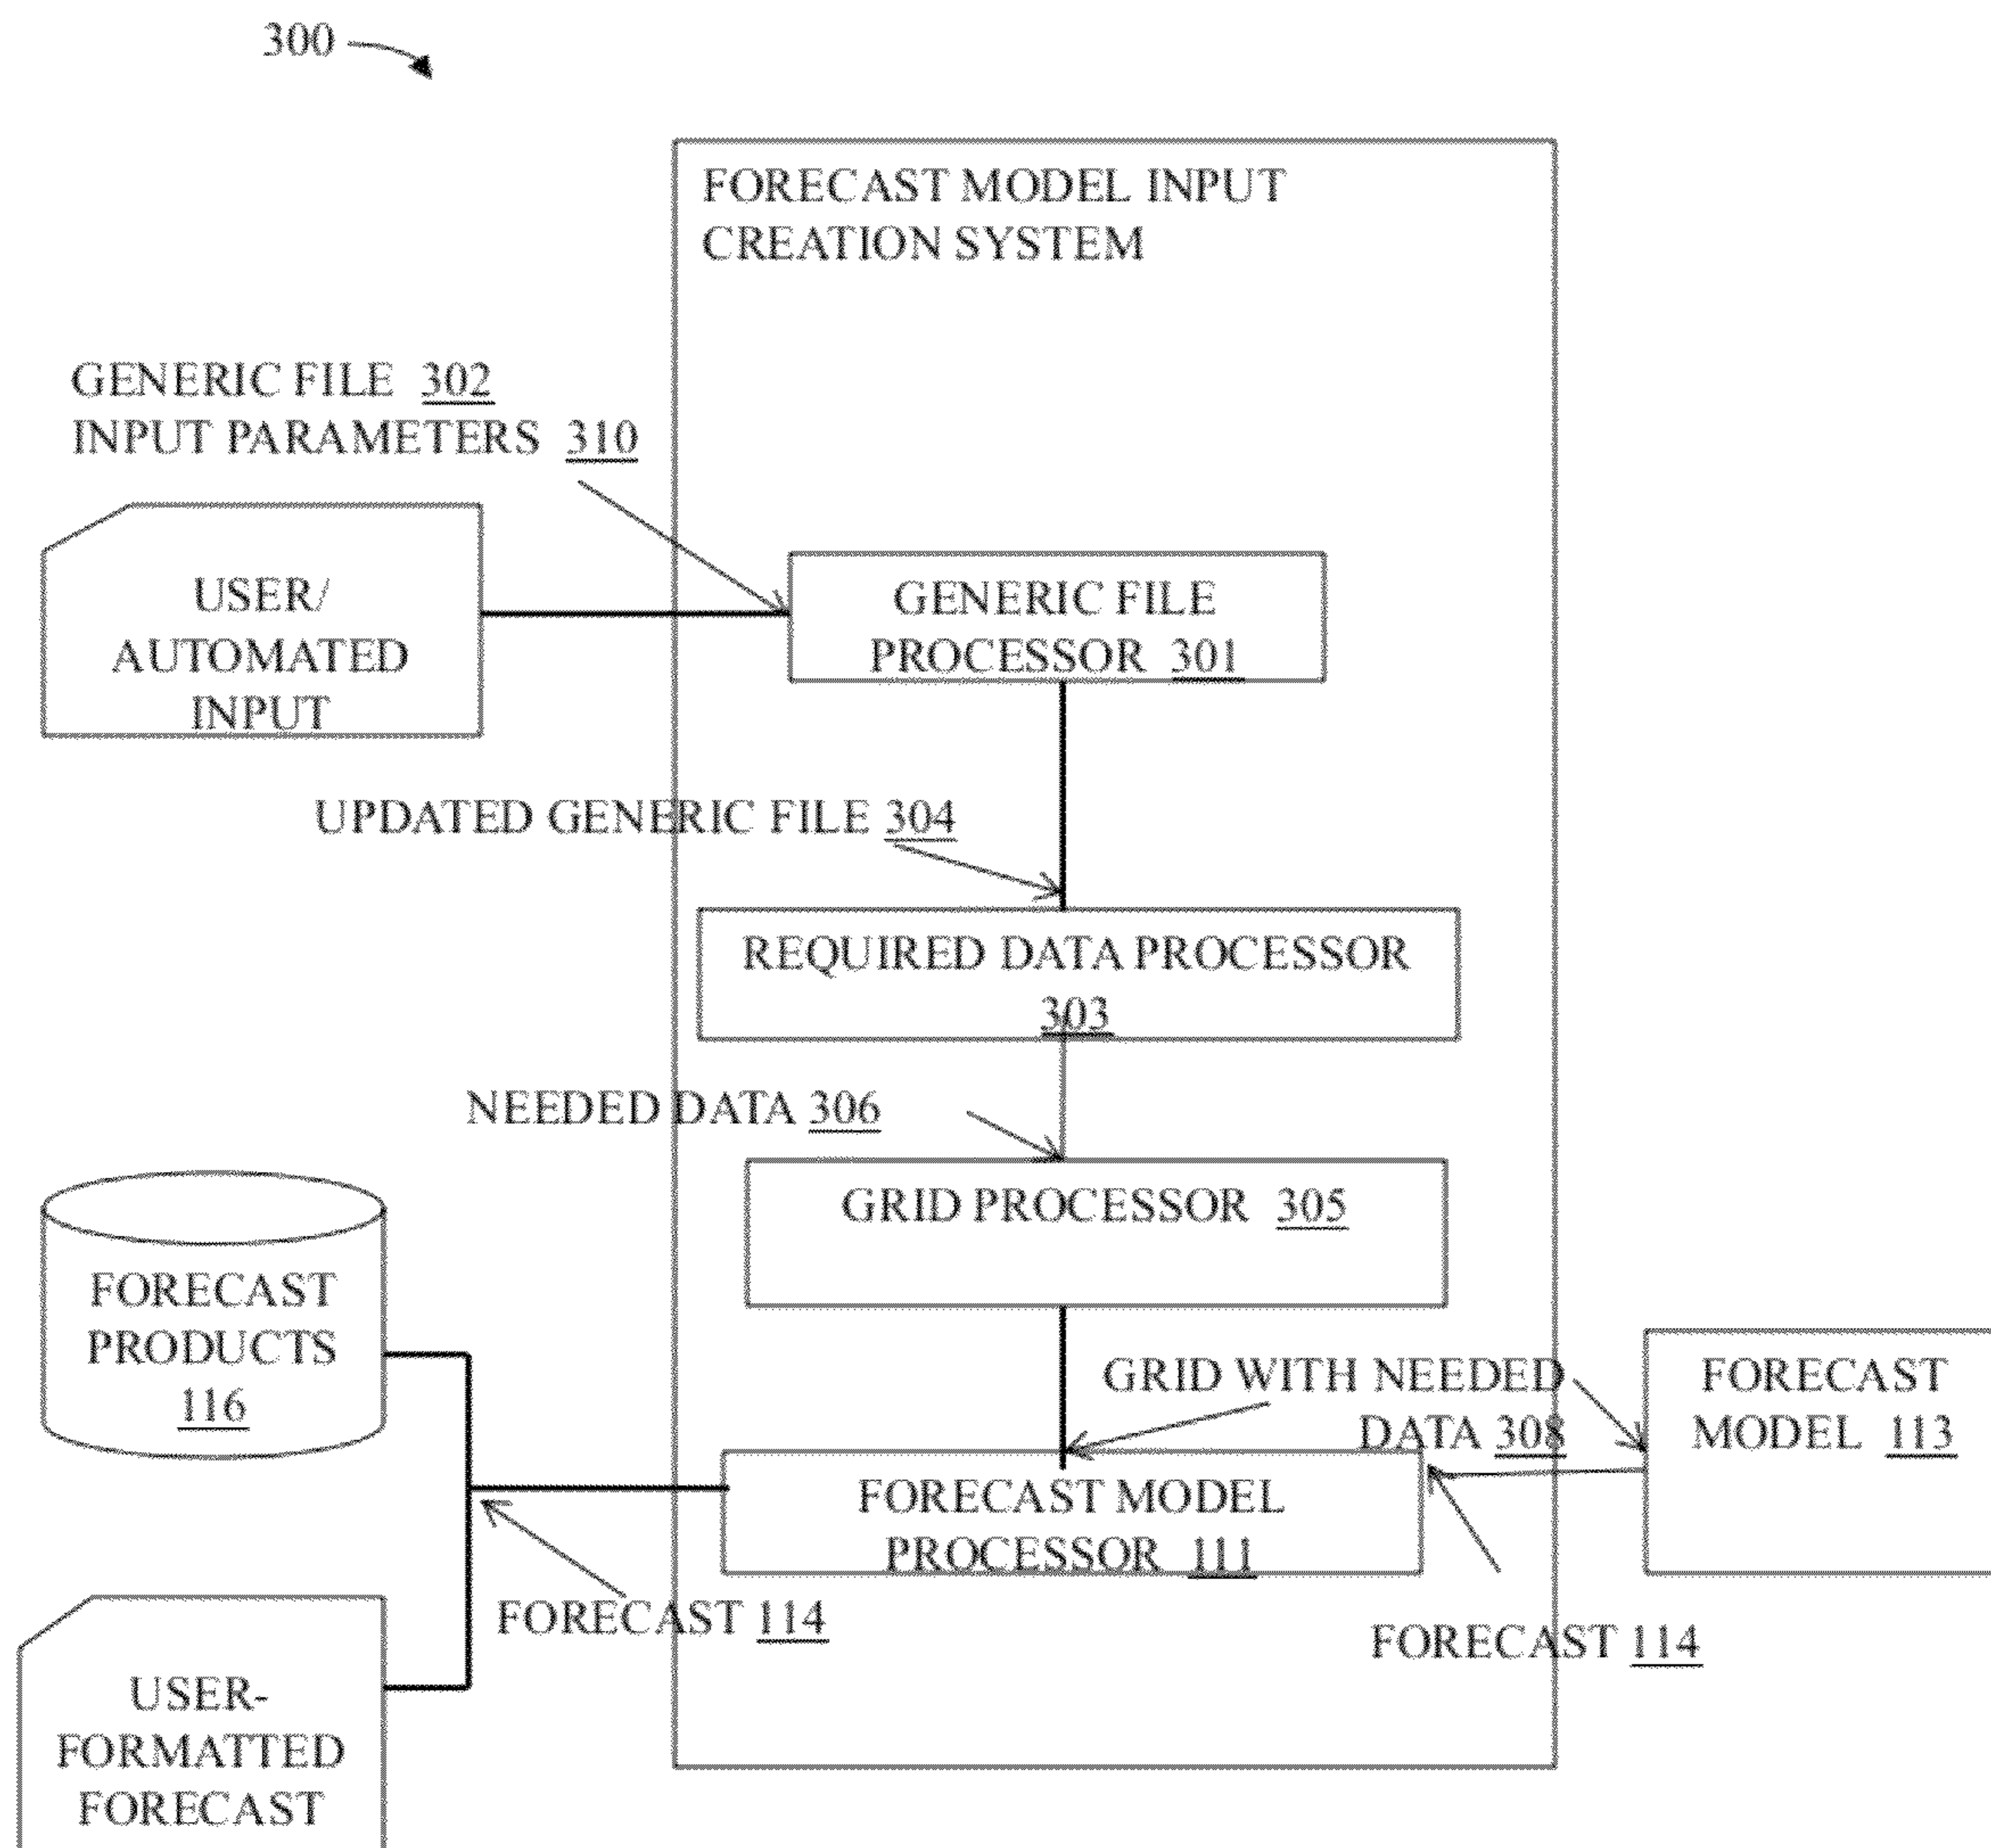 300
FORECAST MODEL INPUT
CREATION SYSTEM
GENERIC FILE 302
INPUT PARAMETERS 310
USER/
AUTOMATED
INPUT
GENERIC FILE
PROCESSOR 301
UPDATED GENERIC FILE 304
REQUIRED DATA PROCESSOR
303
NEEDED DATA 306
GRID PROCESSOR 305
FORECAST
PRODUCTS
116
GRID WITH NEEDED
DATA 308
FORECAST
MODEL 113
FORECAST MODEL
PROCESSOR 111
FORECAST 114
FORECAST 114
USER-
FORMATTED
FORECAST